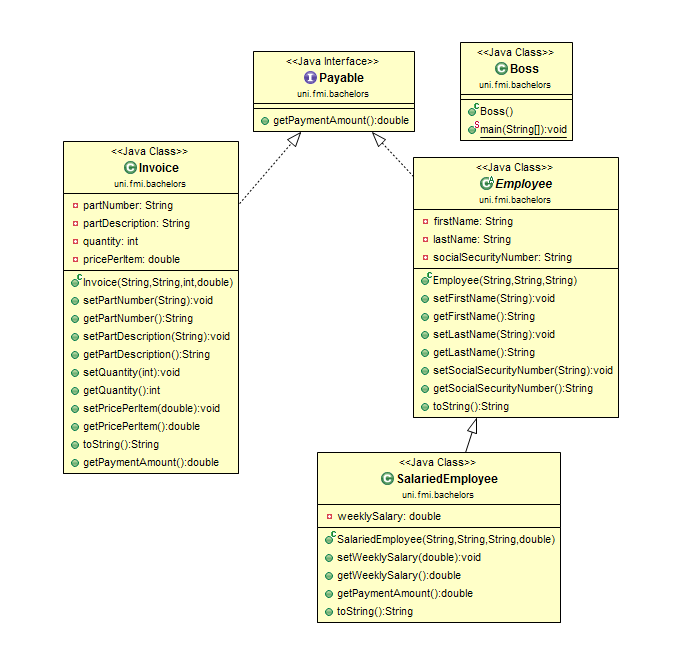 <<Java Interface>>
Payable
uni.fmi.bachelors
getPaymentAmount():double
<<Java Class>>
Boss
uni.fmi.bachelors
Boss()
main(String[]):void
<<Java Class>>
Invoice
uni.fmi.bachelors
partNumber: String
partDescription: String
quantity: int
pricePerItem: double
Invoice(String,String,int,double)
setPartNumber(String):void
getPartNumber():String
setPartDescription(String):void
getPartDescription():String
setQuantity(int):void
getQuantity():int
setPricePerItem(double):void
getPricePerItem():double
toString():String
getPaymentAmount():double
<<Java Class>>
Employee
uni.fmi.bachelors
firstName: String
lastName: String
socialSecurityNumber: String
Employee(String,String,String)
setFirstName(String):void
getFirstName():String
setLastName(String):void
getLastName():String
setSocialSecurityNumber(String):void
getSocialSecurityNumber():String
toString():String
<<Java Class>>
SalariedEmployee
uni.fmi.bachelors
weeklySalary: double
SalariedEmployee(String,String,String,double)
setWeeklySalary(double):void
getWeeklySalary():double
getPaymentAmount():double
toString():String